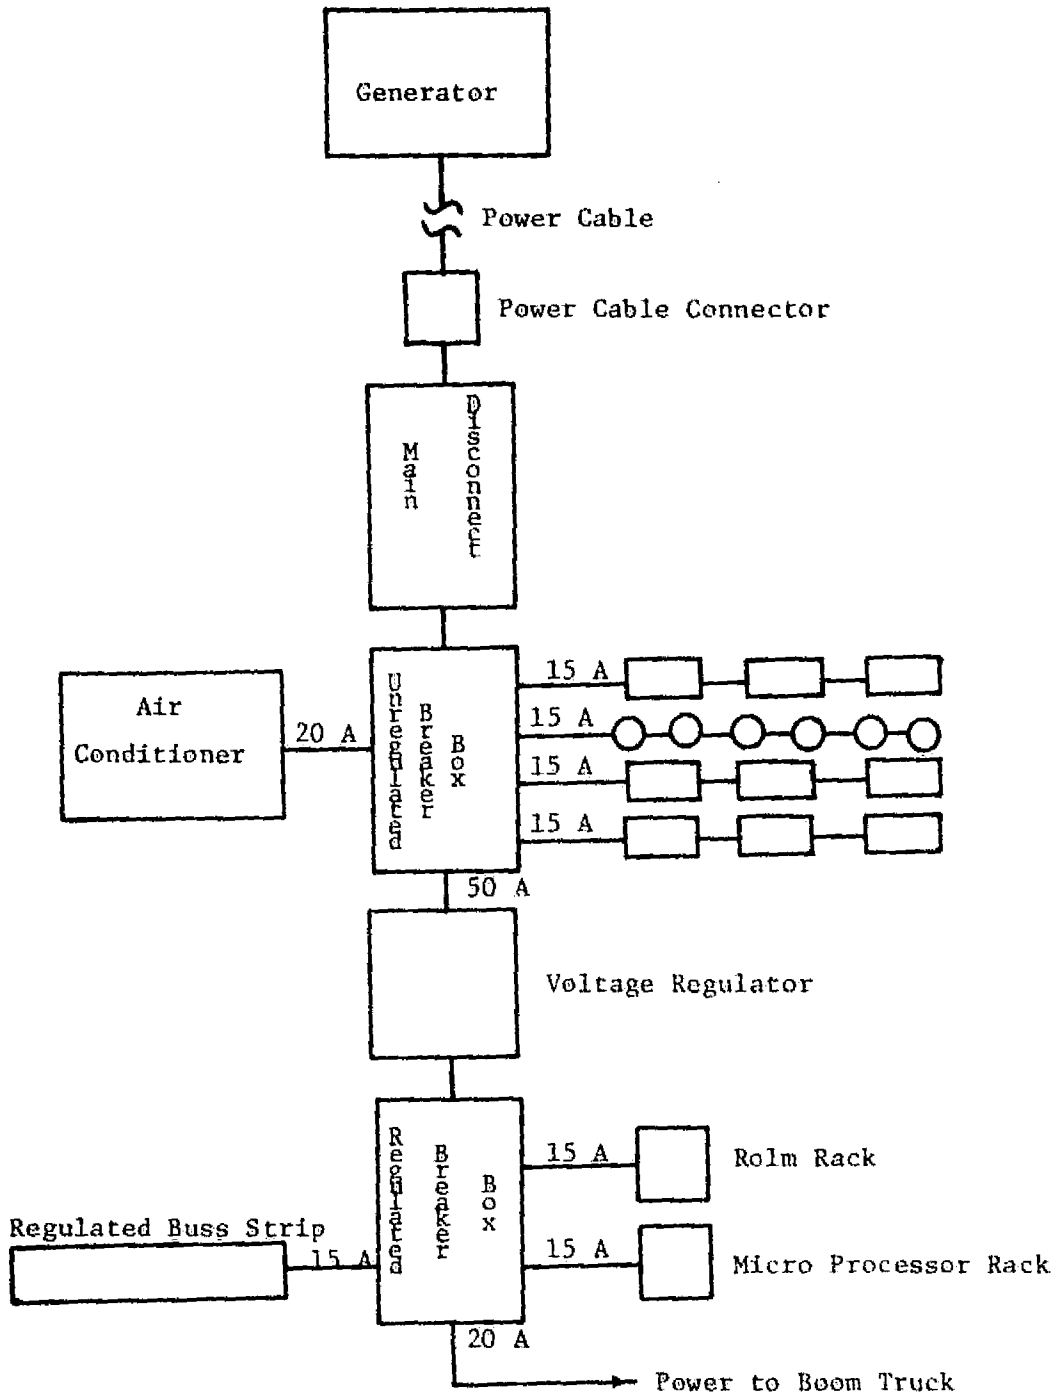 Generator
Power Cable
Power Cable Connector
Main
Disconnect
Air
Conditioner
20 A
Unregulated
Breaker
Box
15 A
15 A
15 A
15 A
50 A
Voltage Regulator
Regulated
Breaker
Box
15 A
Rolm Rack
Regulated Buss Strip
15 A
15 A
Micro Processor Rack
20 A
Power to Boom Truck